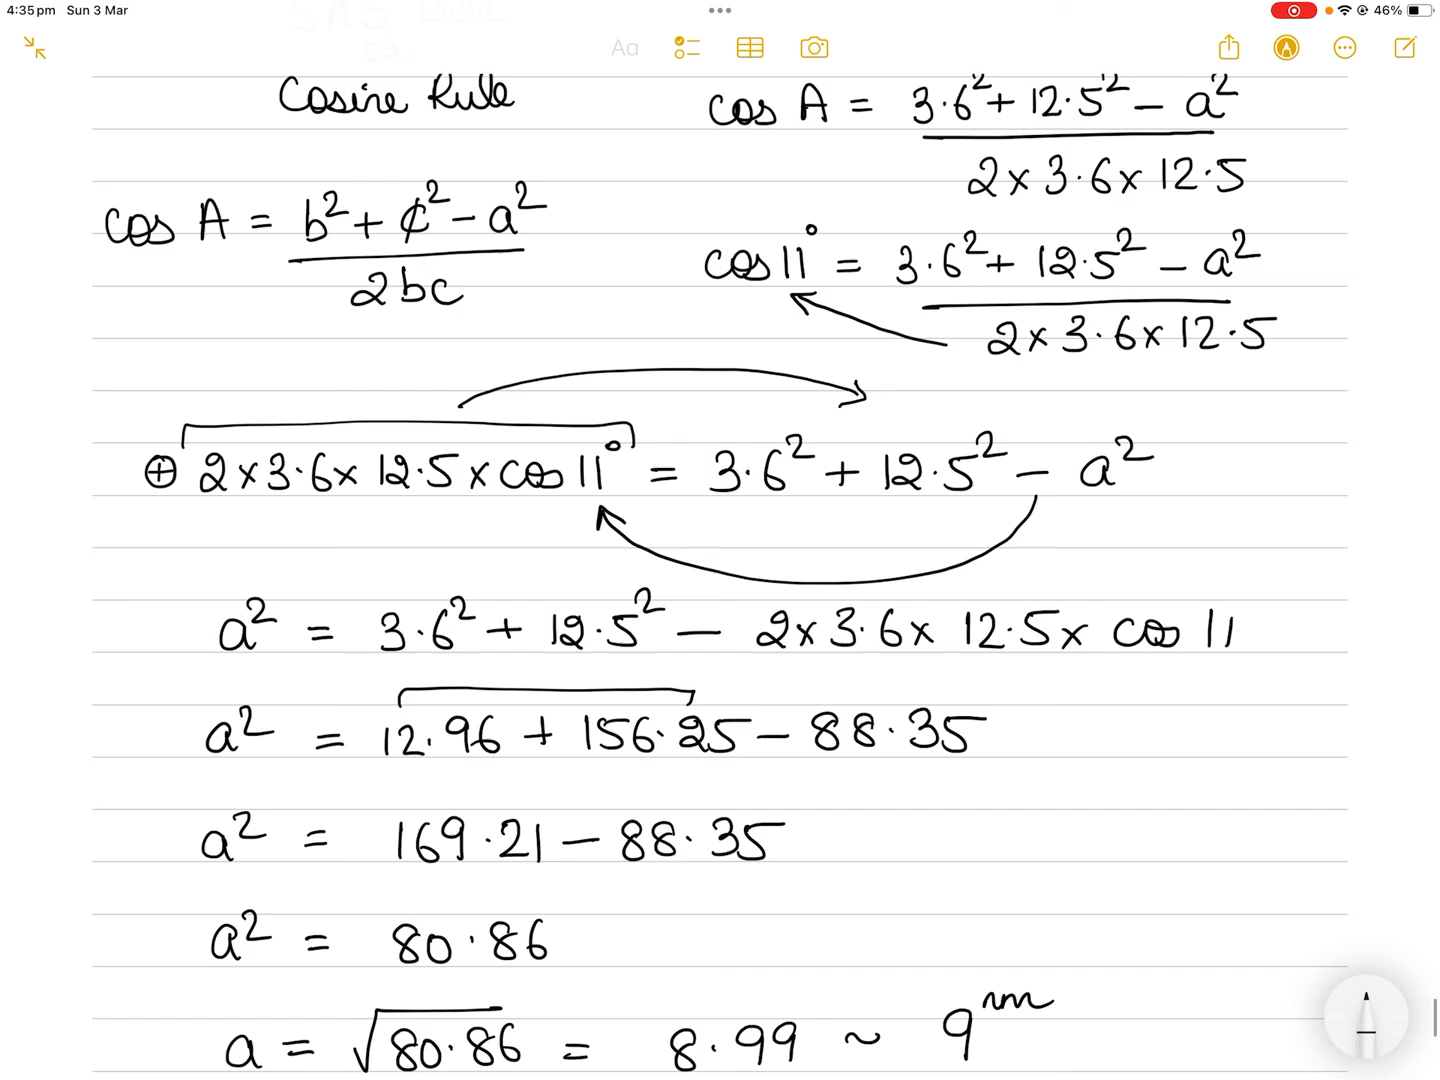 4:35 pm Sun 3 Mar
46%
SAS Rule
Aa
Cosine Rule
cos A = b² + c² - a² / 2bc
cos A = 3.6² + 12.5² - a² / 2 × 3.6 × 12.5
cos 11° = 3.6² + 12.5² - a² / 2 × 3.6 × 12.5
⊕ 2 × 3.6 × 12.5 × cos 11° = 3.6² + 12.5² - a²
a² = 3.6² + 12.5² - 2 × 3.6 × 12.5 × cos 11
a² = 12.96 + 156.25 - 88.35
a² = 169.21 - 88.35
a² = 80.86
a = √80.86 = 8.99 ~ 9